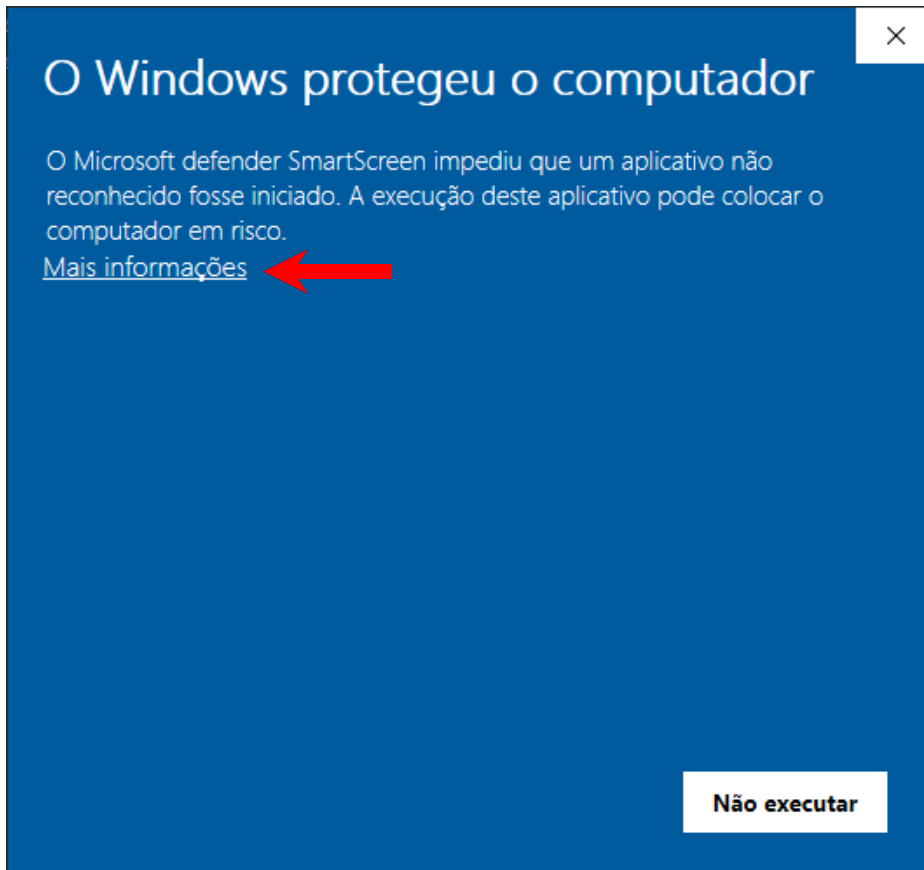 O Windows protegeu o computador
O Microsoft defender SmartScreen impediu que um aplicativo não
reconhecido fosse iniciado. A execução deste aplicativo pode colocar o
computador em risco.
Mais informações
Não executar